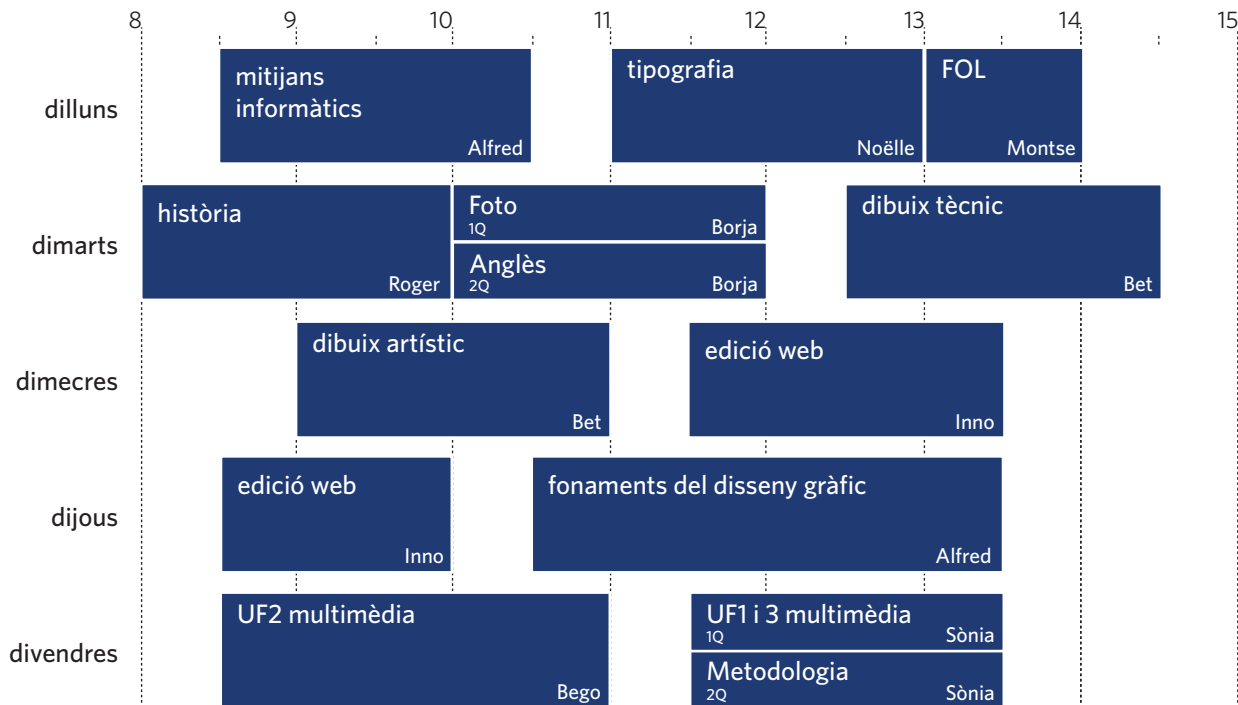 8 9 10 11 12 13 14 15
dilluns
mitijans
informàtics
Alfred
tipografia
Noëlle
FOL
Montse
dimarts
història
Roger
Foto
1Q Borja
Anglès
2Q Borja
dibuix tècnic
Bet
dimecres
dibuix artístic
Bet
edició web
Inno
dijous
edició web
Inno
fonaments del disseny gràfic
Alfred
divendres
UF2 multimèdia
Bego
UF1 i 3 multimèdia
1Q Sònia
Metodologia
2Q Sònia